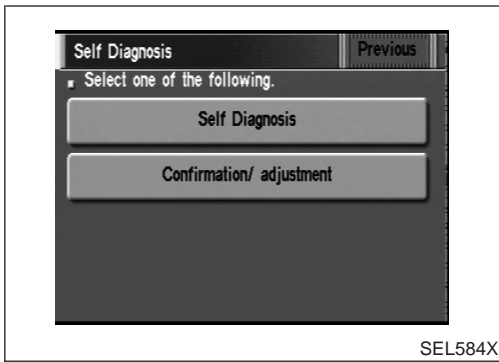 Self Diagnosis
Previous
Select one of the following.
Self Diagnosis
Confirmation/ adjustment
SEL584X